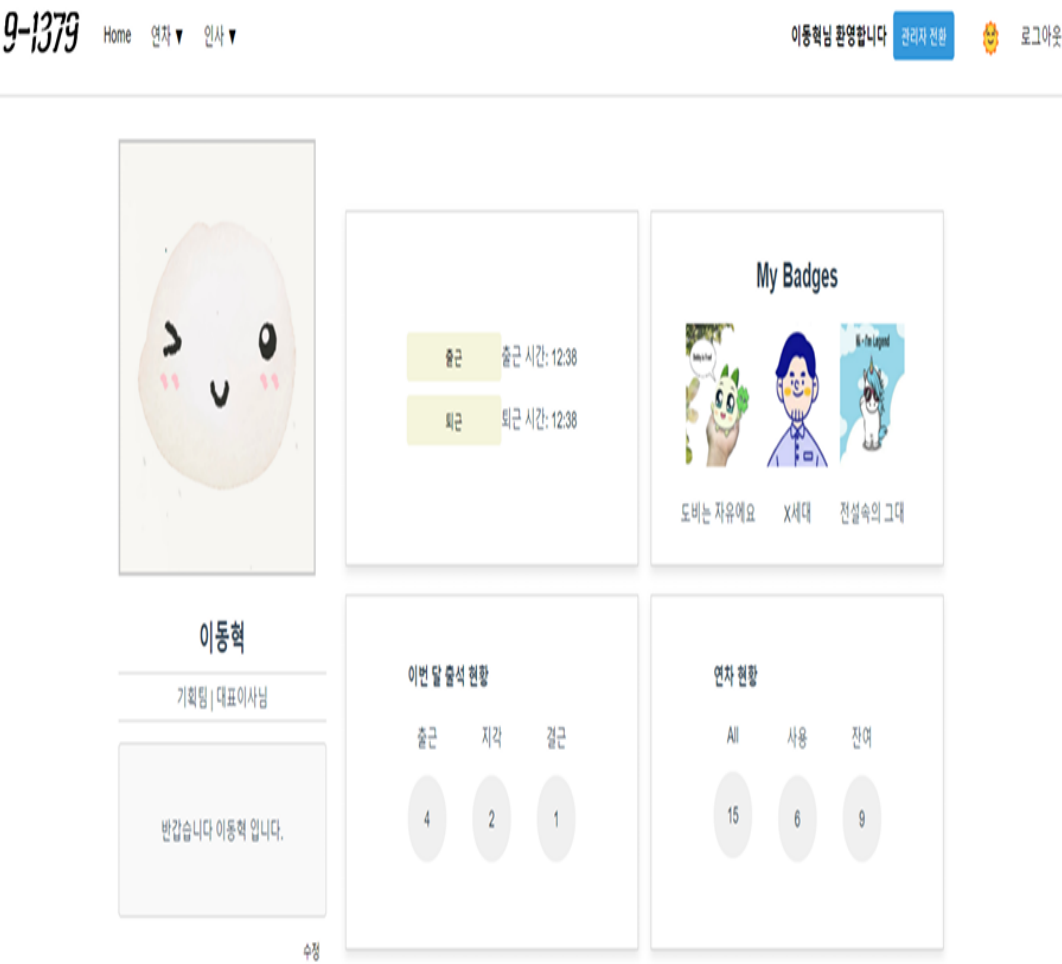 9-1379 Home 연차 ▼ 인사 ▼ 이동혁님 환영합니다 관리자 전환 로그아웃
이동혁
기획팀 | 대표이사님
반갑습니다 이동혁 입니다.
수정
출근 출근 시간: 12:38
퇴근 퇴근 시간: 12:38
My Badges
Hi ~ I'm Legend
도비는 자유에요 X세대 전설속의 그대
이번 달 출석 현황
출근 지각 결근
4 2 1
연차 현황
All 사용 잔여
15 6 9